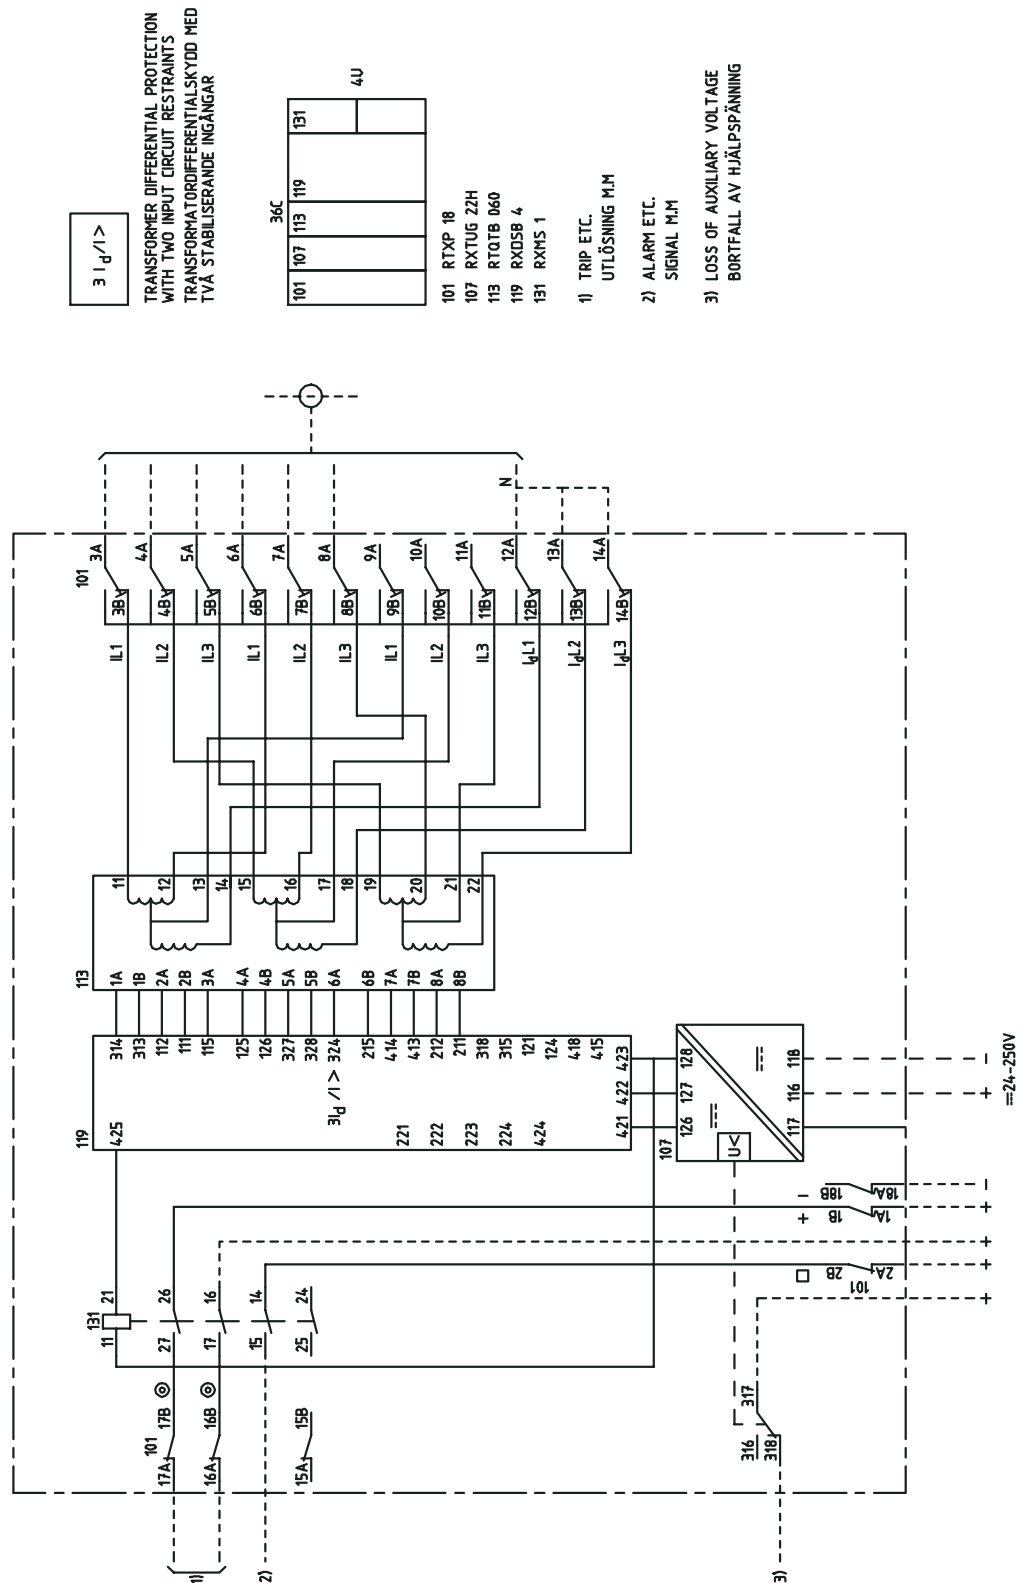 3 Id/I>
TRANSFORMER DIFFERENTIAL PROTECTION
WITH TWO INPUT CIRCUIT RESTRAINTS
TRANSFORMATORDIFFERENTIALSKYDD MED
TVÅ STABILISERANDE INGÅNGAR
36C
101 107 113 119 131
4U
101 RTXP 18
107 RXTUG 22H
113 RTQTB 060
119 RXDSB 4
131 RXMS 1
1) TRIP ETC.
UTLÖSNING M.M
2) ALARM ETC.
SIGNAL M.M
3) LOSS OF AUXILIARY VOLTAGE
BORTFALL AV HJÄLPSPÄNNING
101
3A
4A
5A
6A
7A
8A
9A
10A
11A
12A
13A
14A
N
3B
4B
5B
6B
7B
8B
9B
10B
11B
12B
13B
14B
IL1
IL2
IL3
IL1
IL2
IL3
IL1
IL2
IL3
IdL1
IdL2
IdL3
11
12
13
14
15
16
17
18
19
20
21
22
113
1A
1B
2A
2B
3A
4A
4B
5A
5B
6A
6B
7A
7B
8A
8B
314
313
112
111
115
125
126
327
328
324
215
414
413
212
211
318
315
121
124
418
415
3Id /I >
119
425
221
222
223
224
424
421 422 423
107
126 127 128
U<
117 116 118
+ −
==24-250V
− +
18B 1B
18A 1A
2B
2A
101
− + + + +
131
11 21
27 26
17 16
15 14
25 24
101
17A 17B
16A 16B
15A 15B
316 317
318
1)
2)
3)